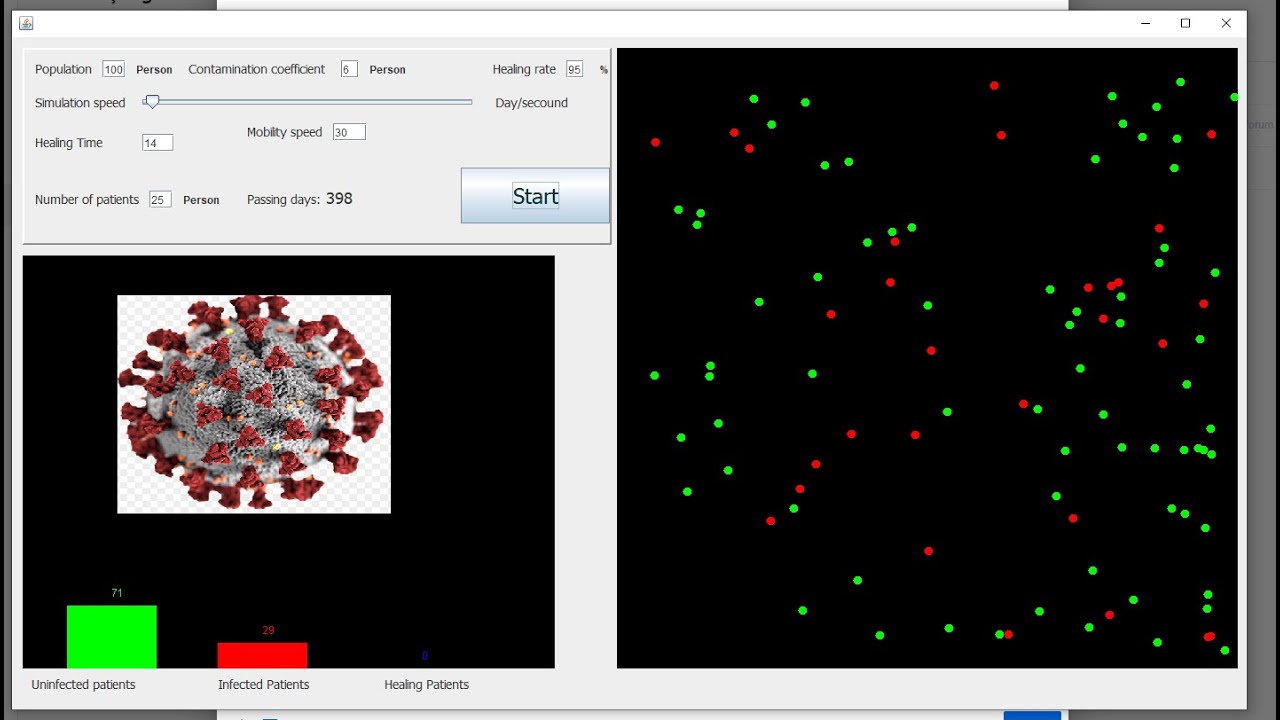 Population 100 Person Contamination coefficient 6 Person Healing rate 95 %
Simulation speed Day/secound
Mobility speed 30
Healing Time 14
Number of patients 25 Person Passing days: 398
Start
71
29
0
Uninfected patients Infected Patients Healing Patients